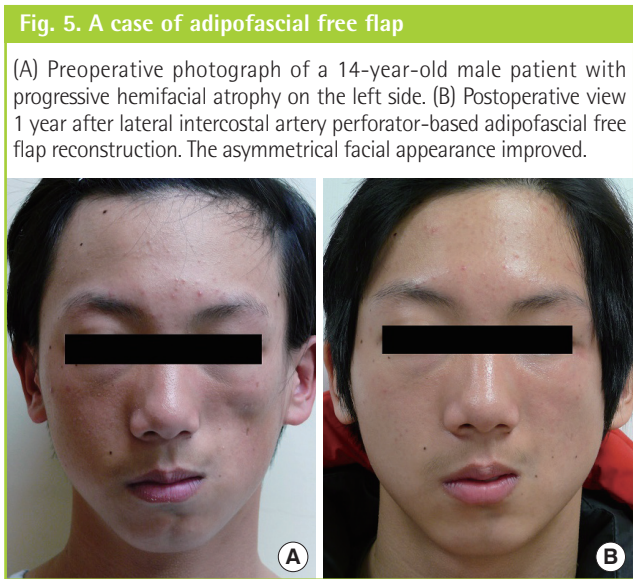 Fig. 5. A case of adipofascial free flap
(A) Preoperative photograph of a 14-year-old male patient with
progressive hemifacial atrophy on the left side. (B) Postoperative view
1 year after lateral intercostal artery perforator-based adipofascial free
flap reconstruction. The asymmetrical facial appearance improved.
A
B